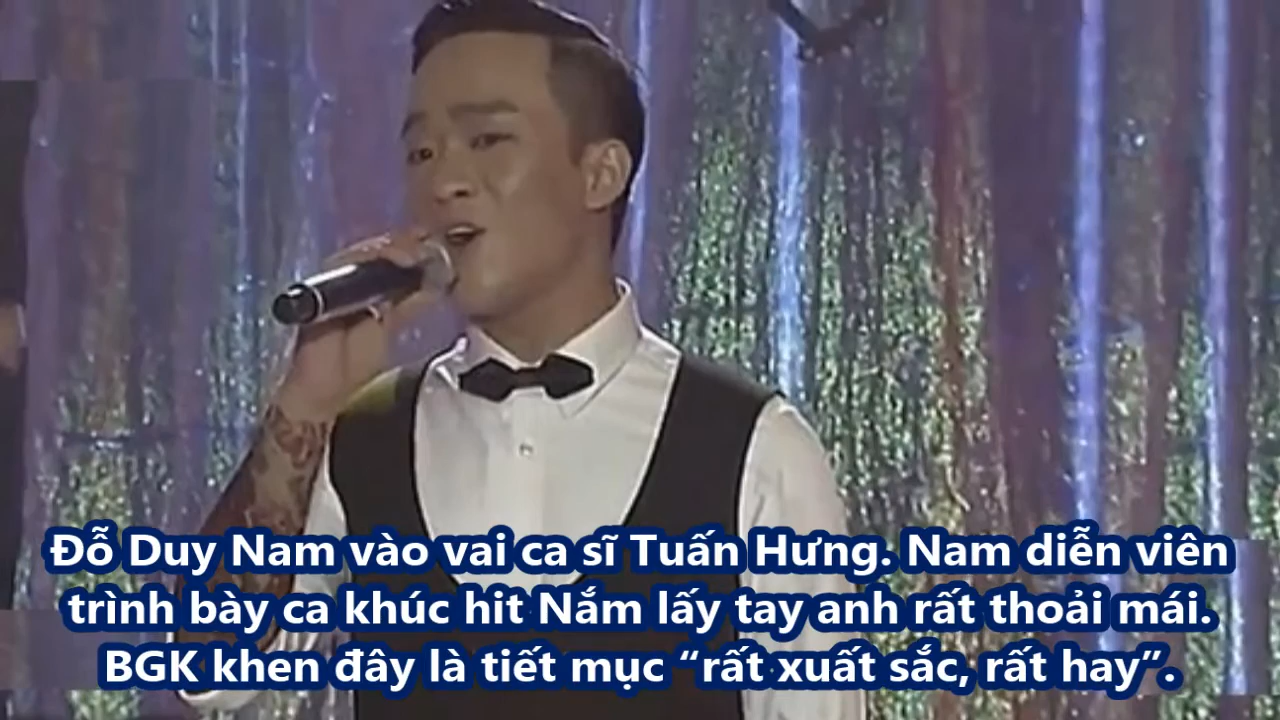 Đỗ Duy Nam vào vai ca sĩ Tuấn Hưng. Nam diễn viên
trình bày ca khúc hit Nắm lấy tay anh rất thoải mái.
BGK khen đây là tiết mục “rất xuất sắc, rất hay”.